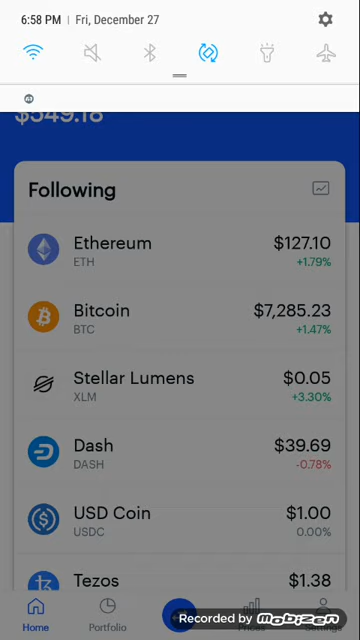 6:58 PM | Fri, December 27
$549.18
Following
Ethereum $127.10
ETH +1.79%
Bitcoin $7,285.23
BTC +1.47%
Stellar Lumens $0.05
XLM +3.30%
Dash $39.69
DASH -0.78%
USD Coin $1.00
USDC 0.00%
Tezos $1.38
Home Portfolio Prices Settings
Recorded by Mobizen